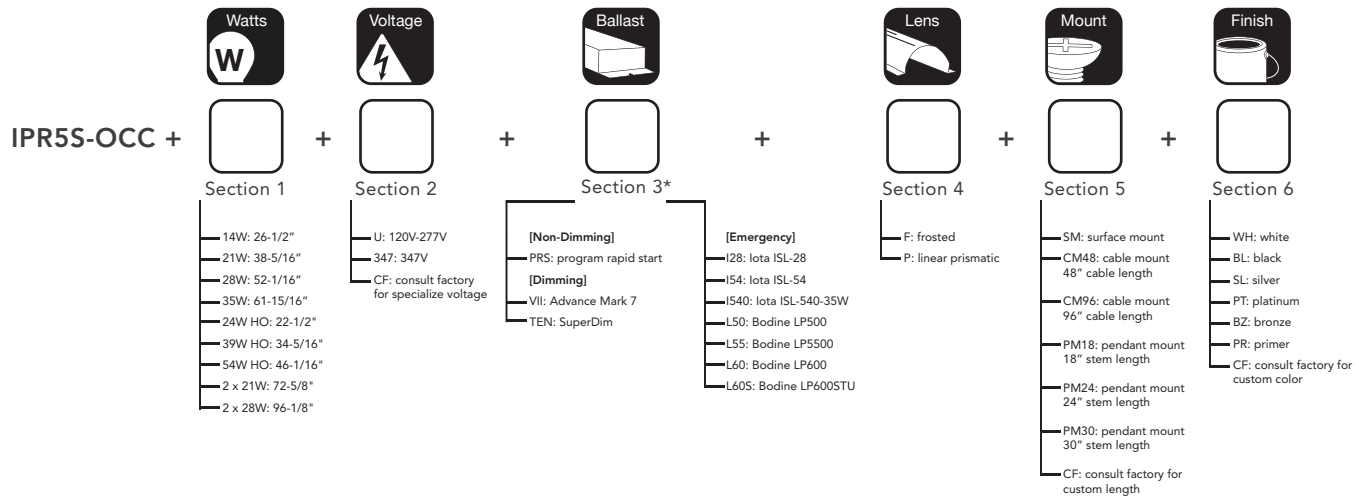 Watts
W
Voltage
Ballast
Lens
Mount
Finish
IPR5S-OCC + + + + + +
Section 1
Section 2
Section 3*
Section 4
Section 5
Section 6
14W: 26-1/2”
21W: 38-5/16”
28W: 52-1/16”
35W: 61-15/16”
24W HO: 22-1/2"
39W HO: 34-5/16"
54W HO: 46-1/16"
2 x 21W: 72-5/8"
2 x 28W: 96-1/8"
U: 120V-277V
347: 347V
CF: consult factory
for specialize voltage
[Non-Dimming]
PRS: program rapid start
[Dimming]
VII: Advance Mark 7
TEN: SuperDim
[Emergency]
I28: Iota ISL-28
I54: Iota ISL-54
I540: Iota ISL-540-35W
L50: Bodine LP500
L55: Bodine LP5500
L60: Bodine LP600
L60S: Bodine LP600STU
F: frosted
P: linear prismatic
SM: surface mount
CM48: cable mount
48” cable length
CM96: cable mount
96” cable length
PM18: pendant mount
18” stem length
PM24: pendant mount
24” stem length
PM30: pendant mount
30” stem length
CF: consult factory for
custom length
WH: white
BL: black
SL: silver
PT: platinum
BZ: bronze
PR: primer
CF: consult factory for
custom color